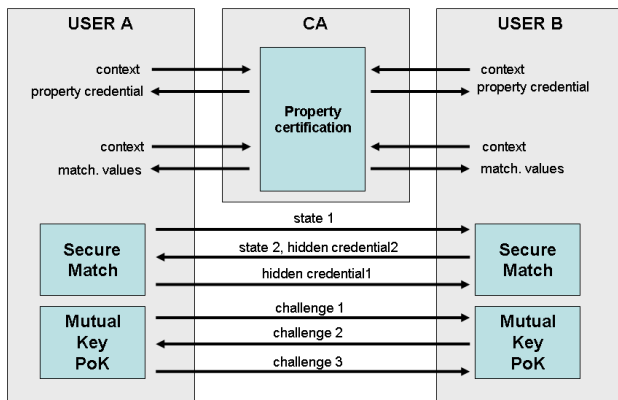 USER A
CA
USER B
context
property credential
context
match. values
Property
certification
context
property credential
context
match. values
state 1
state 2, hidden credential2
hidden credential1
Secure
Match
Secure
Match
challenge 1
challenge 2
challenge 3
Mutual
Key
PoK
Mutual
Key
PoK